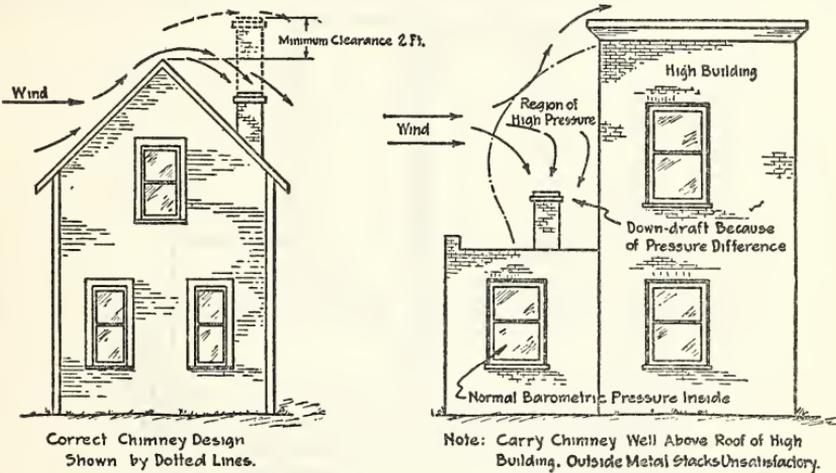 Minimum Clearance 2 Ft.
Wind
Correct Chimney Design
Shown by Dotted Lines.
High Building
Region of
High Pressure
Wind
Down-draft Because
of Pressure Difference
Normal Barometric Pressure Inside
Note: Carry Chimney Well Above Roof of High
Building. Outside Metal Stacks Unsatisfactory.